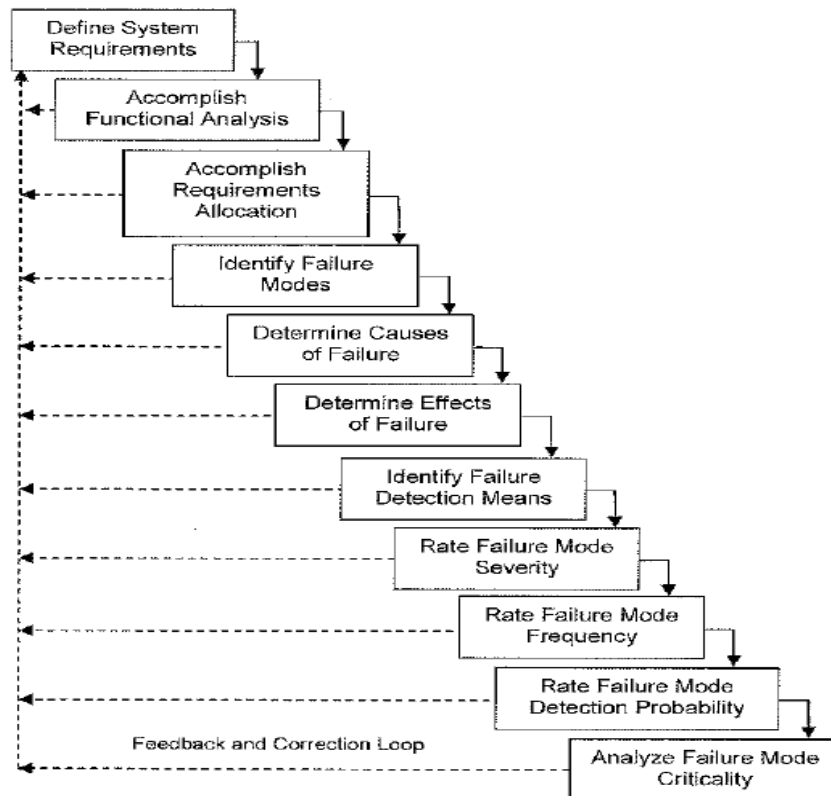 Define System
Requirements
Accomplish
Functional Analysis
Accomplish
Requirements
Allocation
Identify Failure
Modes
Determine Causes
of Failure
Determine Effects
of Failure
Identify Failure
Detection Means
Rate Failure Mode
Severity
Rate Failure Mode
Frequency
Rate Failure Mode
Detection Probability
Feedback and Correction Loop
Analyze Failure Mode
Criticality